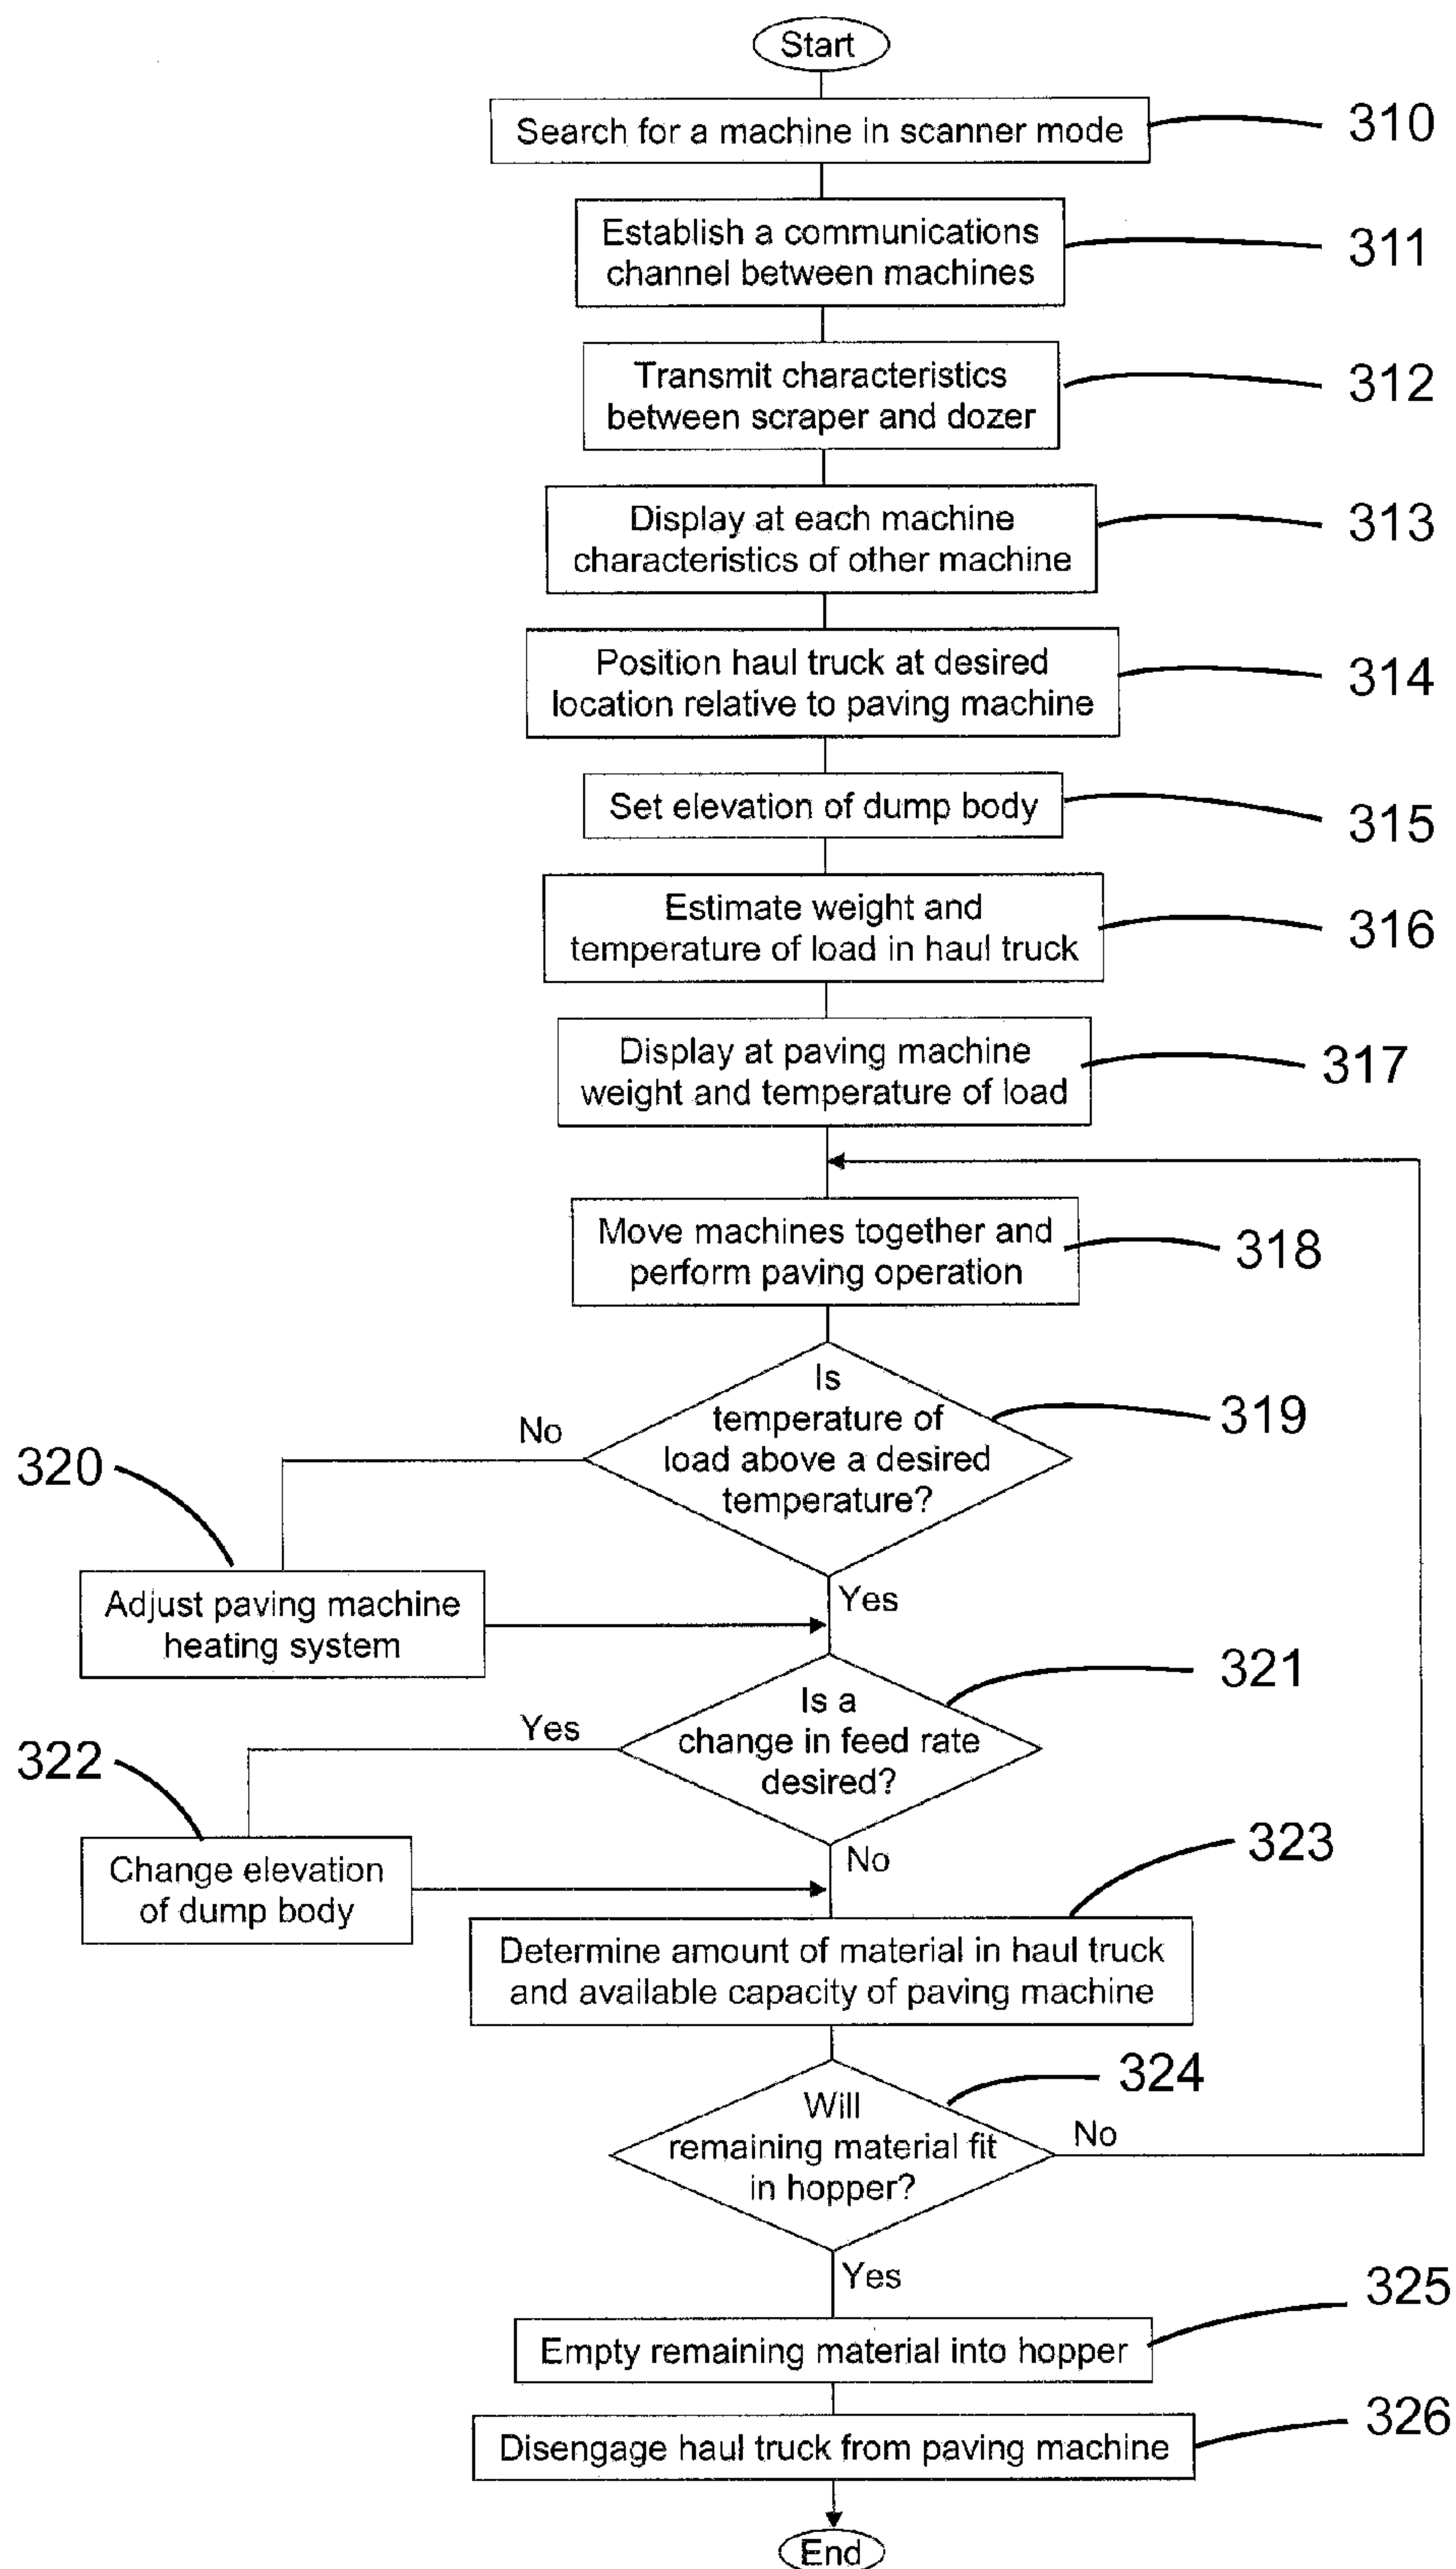 Start
Search for a machine in scanner mode
310
Establish a communications
channel between machines
311
Transmit characteristics
between scraper and dozer
312
Display at each machine
characteristics of other machine
313
Position haul truck at desired
location relative to paving machine
314
Set elevation of dump body
315
Estimate weight and
temperature of load in haul truck
316
Display at paving machine
weight and temperature of load
317
Move machines together and
perform paving operation
318
Is
temperature of
load above a desired
temperature?
319
No
320
Adjust paving machine
heating system
Yes
Is a
change in feed rate
desired?
321
Yes
322
Change elevation
of dump body
No
323
Determine amount of material in haul truck
and available capacity of paving machine
Will
remaining material fit
in hopper?
324
No
Yes
325
Empty remaining material into hopper
326
Disengage haul truck from paving machine
End